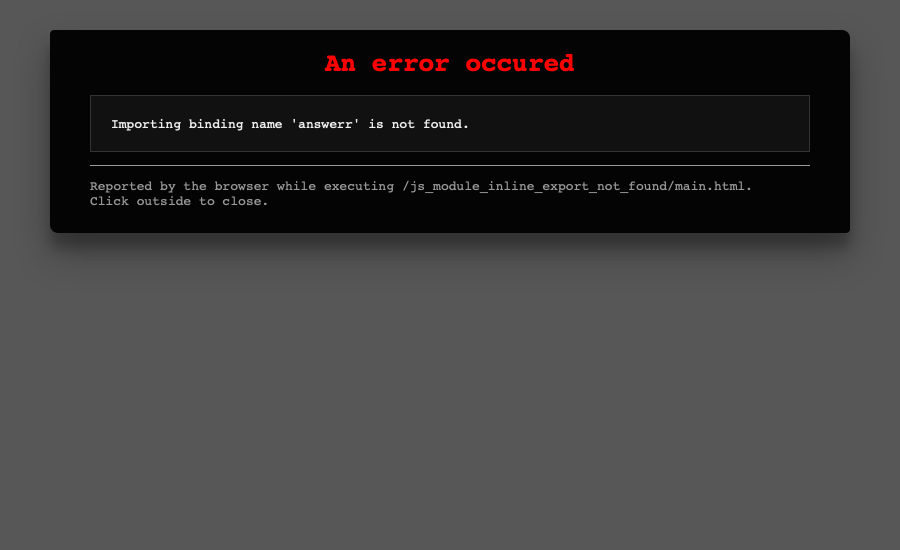 An error occured
Importing binding name 'answerr' is not found.
Reported by the browser while executing /js_module_inline_export_not_found/main.html.
Click outside to close.